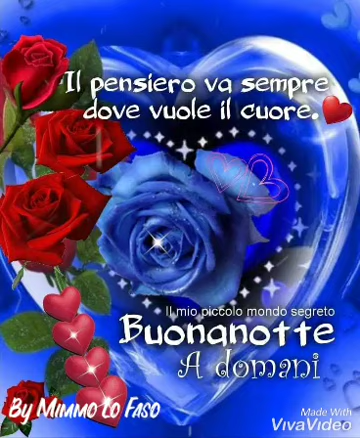 Il pensiero va sempre
dove vuole il cuore.
Il mio piccolo mondo segreto
Buonanotte
A domani
By Mimmo Lo Faso
Made With
VivaVideo